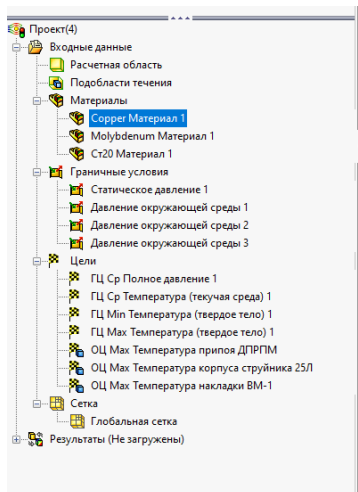 Проект(4)
Входные данные
Расчетная область
Подобласти течения
Материалы
Copper Материал 1
Molybdenum Материал 1
Ст20 Материал 1
Граничные условия
Статическое давление 1
Давление окружающей среды 1
Давление окружающей среды 2
Давление окружающей среды 3
Цели
ГЦ Ср Полное давление 1
ГЦ Ср Температура (текучая среда) 1
ГЦ Min Температура (твердое тело) 1
ГЦ Max Температура (твердое тело) 1
ОЦ Max Температура припоя ДПРПМ
ОЦ Max Температура корпуса струйника 25Л
ОЦ Max Температура накладки ВМ-1
Сетка
Глобальная сетка
Результаты (Не загружены)